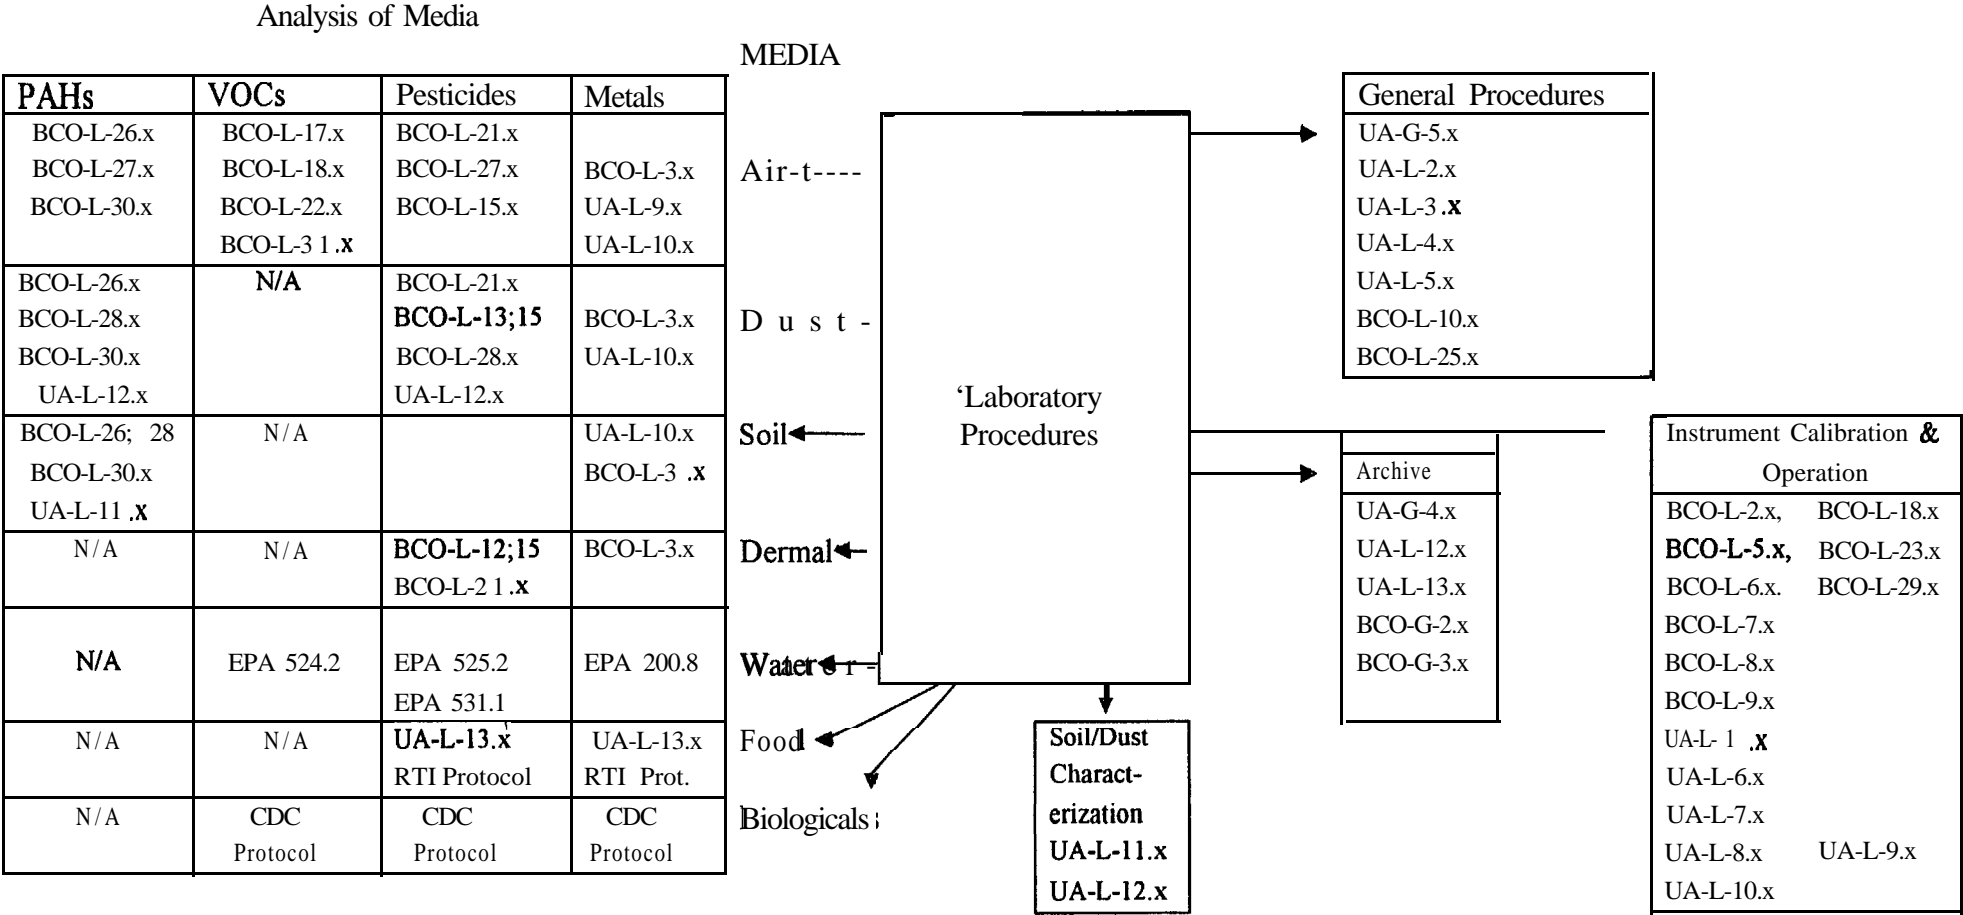 Analysis of Media
MEDIA
PAHs VOCs Pesticides Metals
BCO-L-26.x BCO-L-17.x BCO-L-21.x
BCO-L-27.x BCO-L-18.x BCO-L-27.x BCO-L-3.x
BCO-L-30.x BCO-L-22.x BCO-L-15.x UA-L-9.x
BCO-L-3 1 .x UA-L-10.x
Air-t----
BCO-L-26.x N/A BCO-L-21.x
BCO-L-28.x BCO-L-13;15 BCO-L-3.x
BCO-L-30.x BCO-L-28.x UA-L-10.x
UA-L-12.x UA-L-12.x
D u s t -
BCO-L-26; 28 N/A UA-L-10.x
BCO-L-30.x BCO-L-3 .x
UA-L-11 .x
Soil
N/A N/A BCO-L-12;15 BCO-L-3.x
BCO-L-2 1 .x
Dermal
N/A EPA 524.2 EPA 525.2 EPA 200.8
EPA 531.1
Water
N/A N/A UA-L-13.x UA-L-13.x
RTI Protocol RTI Prot.
Food
N/A CDC CDC CDC
Protocol Protocol Protocol
Biologicals
‘Laboratory
Procedures
General Procedures
UA-G-5.x
UA-L-2.x
UA-L-3 .x
UA-L-4.x
UA-L-5.x
BCO-L-10.x
BCO-L-25.x
Archive
UA-G-4.x
UA-L-12.x
UA-L-13.x
BCO-G-2.x
BCO-G-3.x
Soil/Dust
Charact-
erization
UA-L-11.x
UA-L-12.x
Instrument Calibration &
Operation
BCO-L-2.x, BCO-L-18.x
BCO-L-5.x, BCO-L-23.x
BCO-L-6.x. BCO-L-29.x
BCO-L-7.x
BCO-L-8.x
BCO-L-9.x
UA-L- 1 .x
UA-L-6.x
UA-L-7.x
UA-L-8.x UA-L-9.x
UA-L-10.x